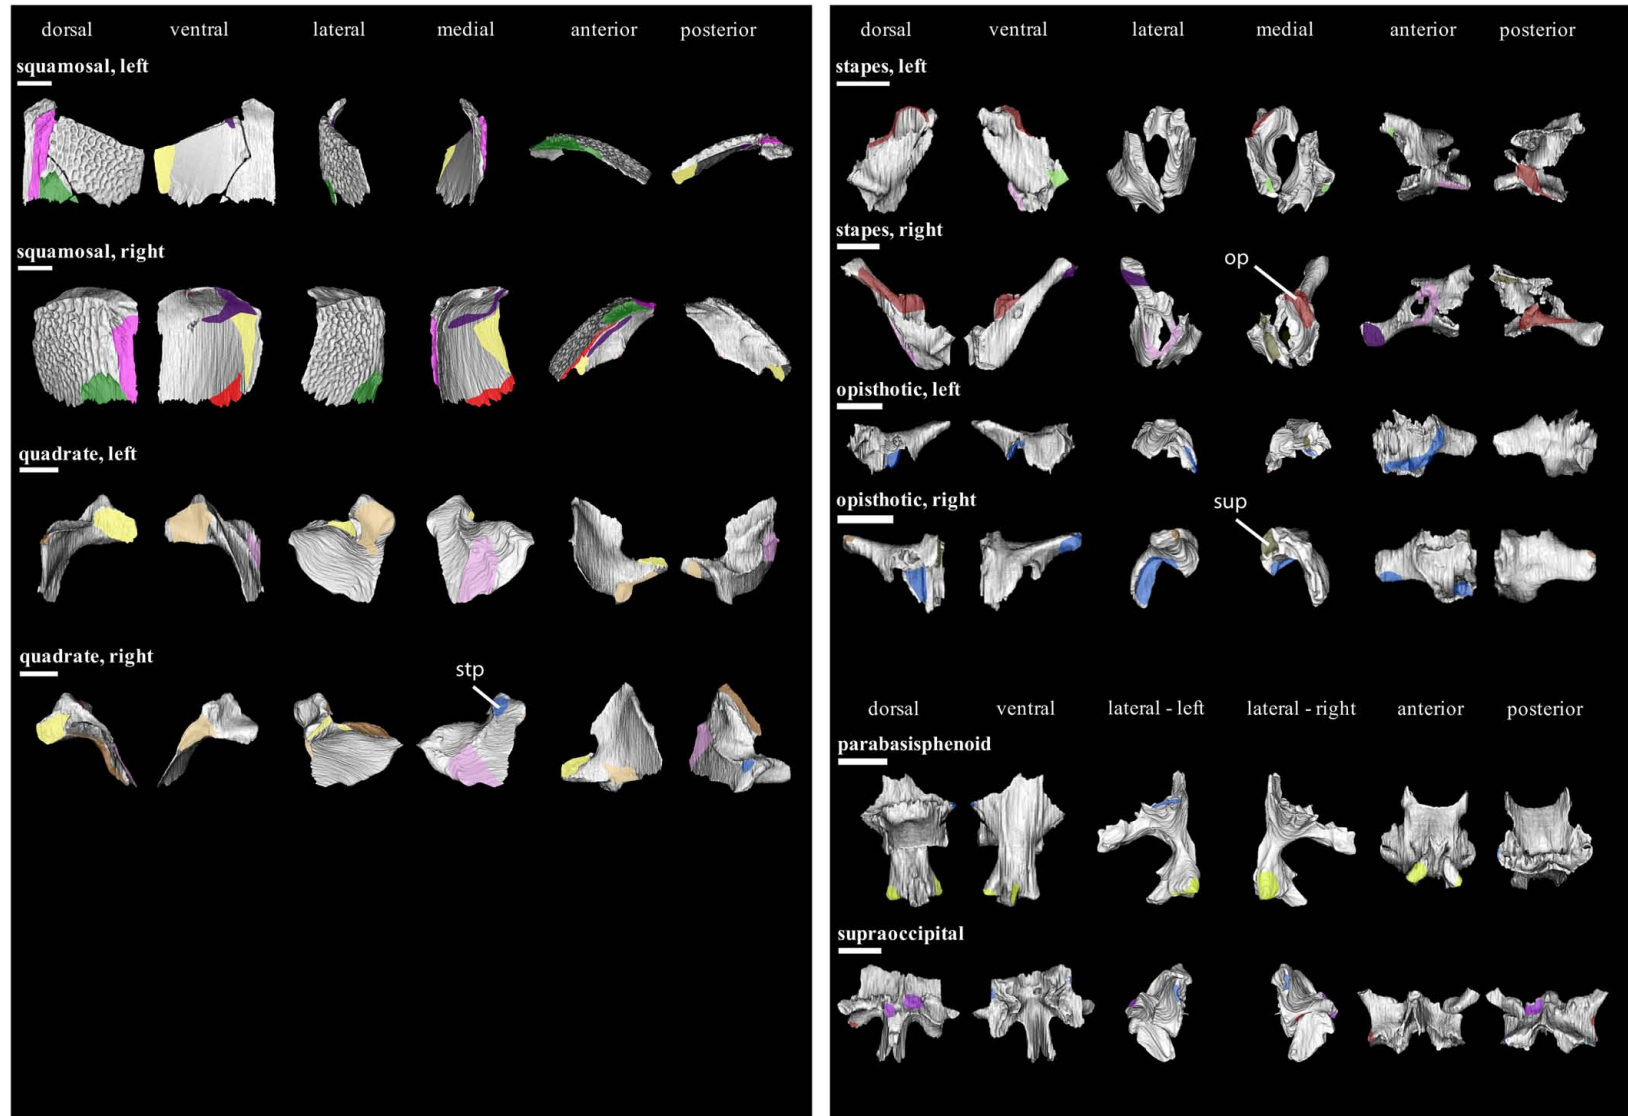 dorsal ventral lateral medial anterior posterior
squamosal, left
squamosal, right
quadrate, left
quadrate, right
stp
dorsal ventral lateral medial anterior posterior
stapes, left
stapes, right
op
opisthotic, left
opisthotic, right
sup
dorsal ventral lateral - left lateral - right anterior posterior
parabasisphenoid
supraoccipital